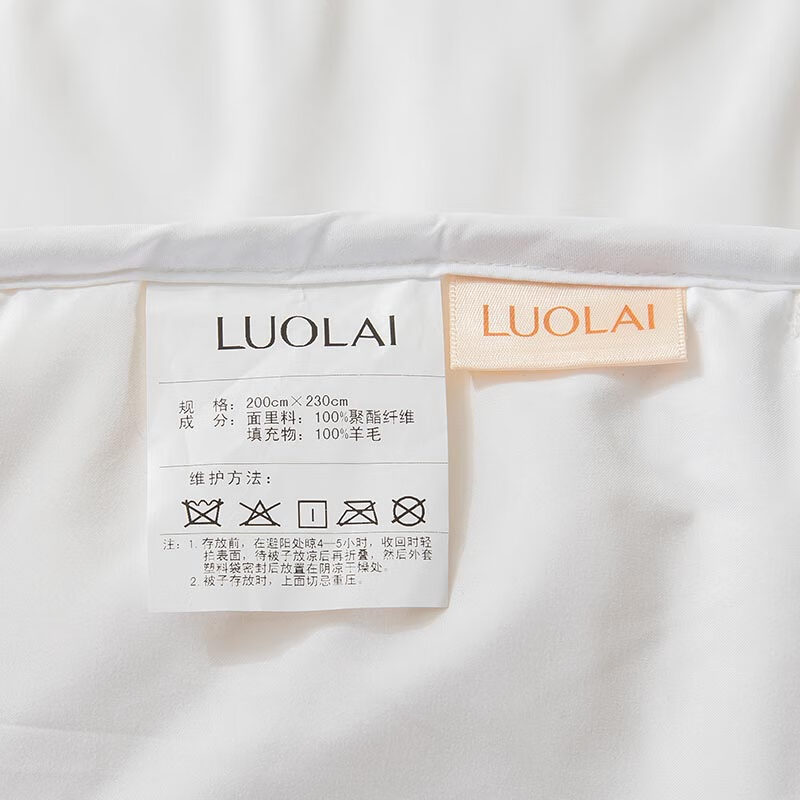 LUOLAI
LUOLAI
规 格：200cm×230cm
成 分：面里料：100%聚酯纤维
填充物：100%羊毛
维护方法：
注：1. 存放前，在避阳处晾4—5小时，收回时轻
拍表面，待被子放凉后再折叠，然后外套
塑料袋密封后放置在阴凉干燥处。
2. 被子存放时，上面切忌重压。